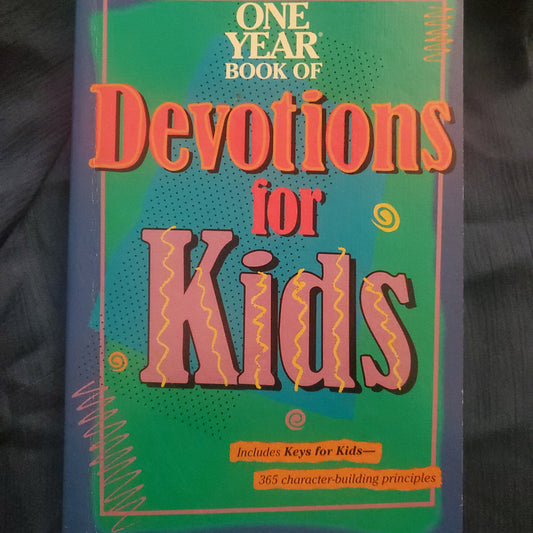 ONE
YEAR®
BOOK OF
Devotions
for
Kids
Includes Keys for Kids—
365 character-building principles